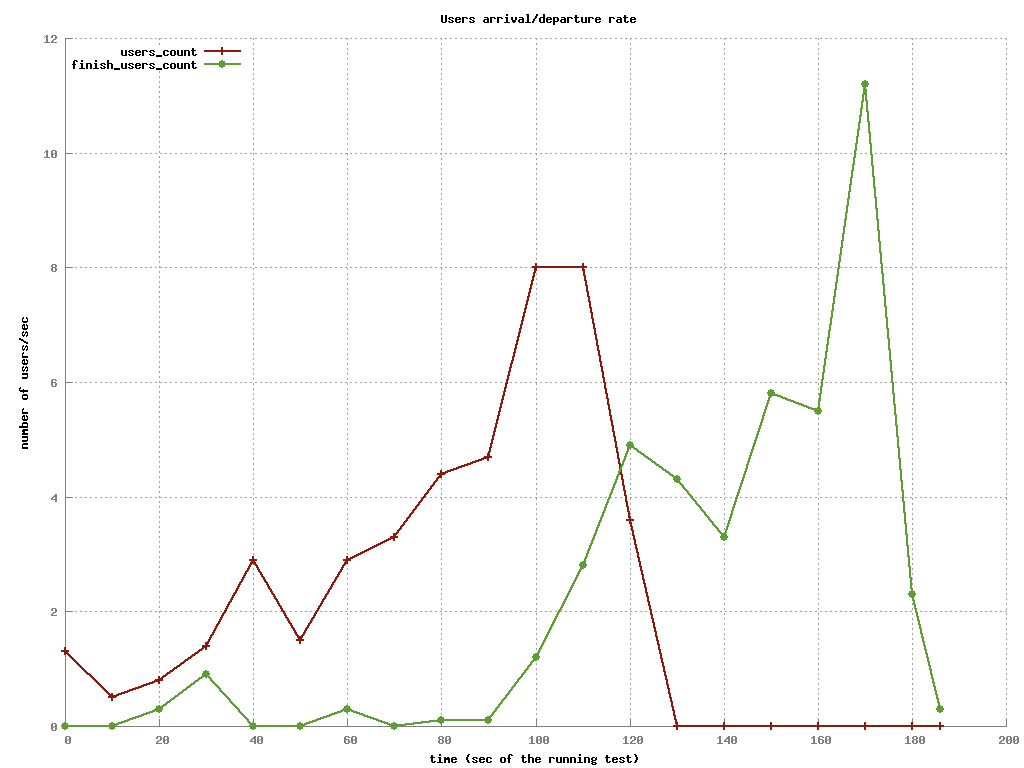 Users arrival/departure rate
users_count
finish_users_count
12
10
8
6
4
2
0
number of users/sec
0 20 40 60 80 100 120 140 160 180 200
time (sec of the running test)